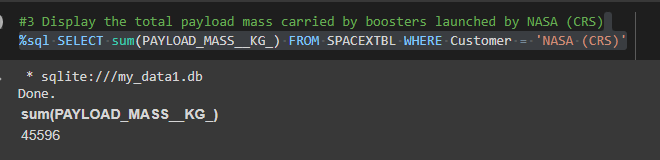 #3 Display the total payload mass carried by boosters launched by NASA (CRS)
%sql SELECT sum(PAYLOAD_MASS__KG_) FROM SPACEXTBL WHERE Customer = 'NASA (CRS)'
* sqlite:///my_data1.db
Done.
sum(PAYLOAD_MASS__KG_)
45596